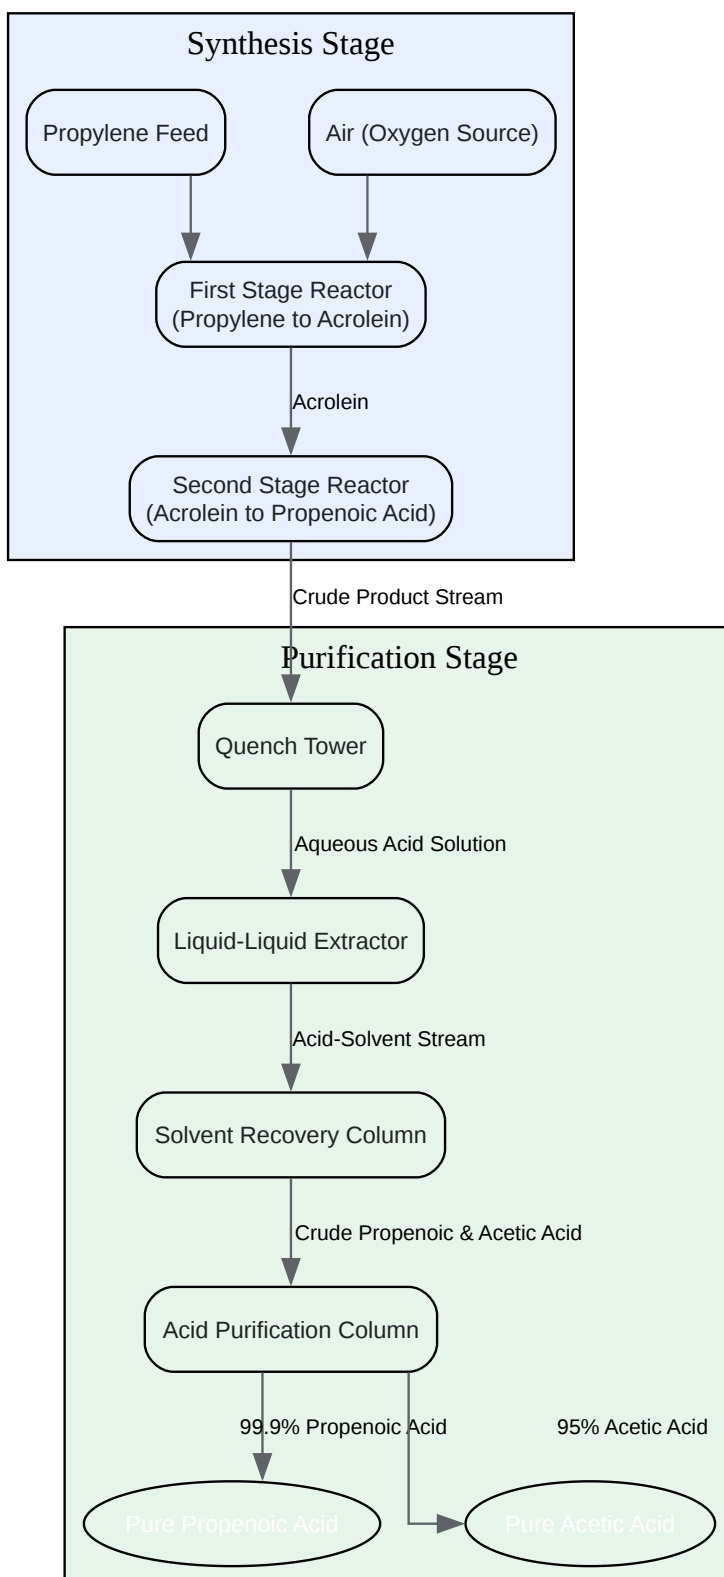 Synthesis Stage
Propylene Feed
Air (Oxygen Source)
First Stage Reactor
(Propylene to Acrolein)
Acrolein
Second Stage Reactor
(Acrolein to Propenoic Acid)
Crude Product Stream
Purification Stage
Quench Tower
Aqueous Acid Solution
Liquid-Liquid Extractor
Acid-Solvent Stream
Solvent Recovery Column
Crude Propenoic & Acetic Acid
Acid Purification Column
99.9% Propenoic Acid
95% Acetic Acid
Pure Propenoic Acid
Pure Acetic Acid